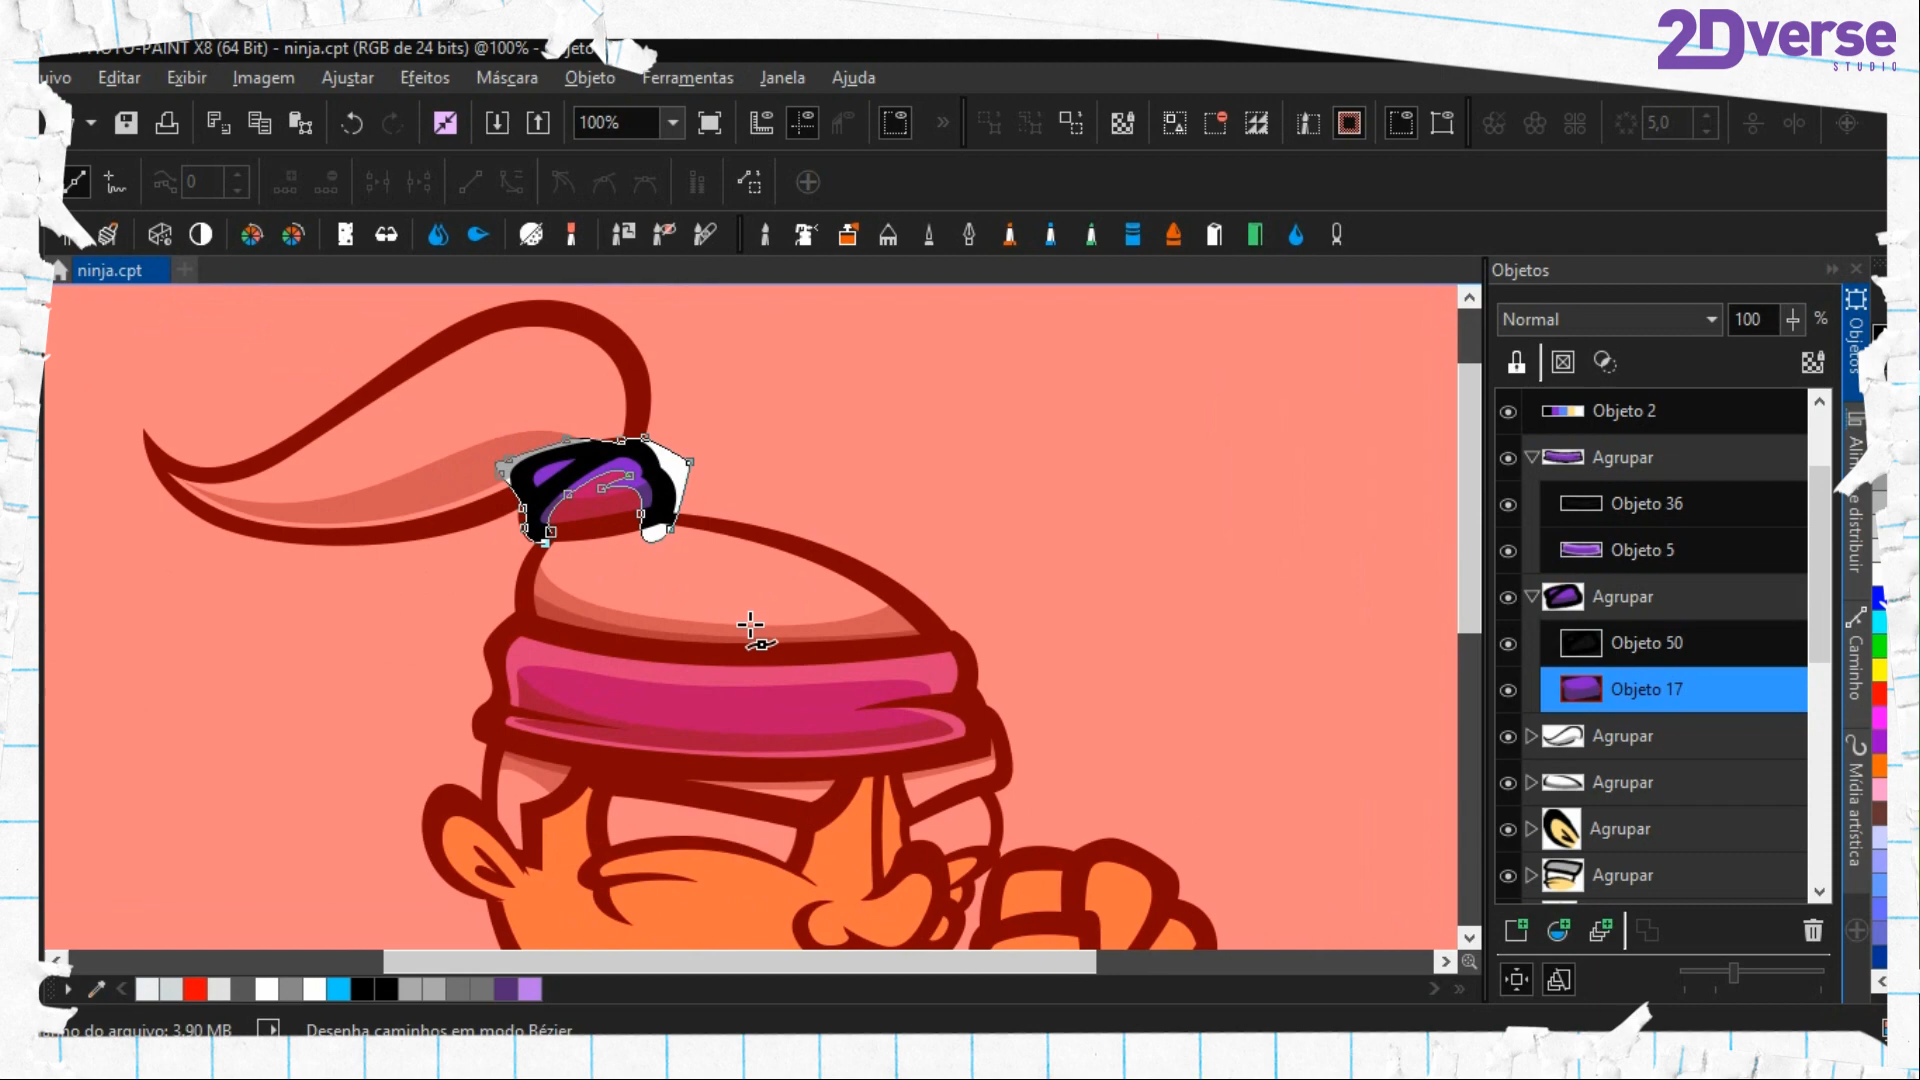 2Dverse
STUDIO
PHOTO-PAINT X8 (64 Bit) - ninja.cpt (RGB de 24 bits) @100% -
Editar Exibir Imagem Ajustar Efeitos Máscara Objeto Ferramentas Janela Ajuda
100% 5,0
0
ninja.cpt
Objetos
Normal 100 %
Objeto 2
Agrupar
Objeto 36
Objeto 5
Agrupar
Objeto 50
Objeto 17
Agrupar
Agrupar
Agrupar
Agrupar
Objetos
e distribuir
Caminho
Mídia artística
do arquivo: 3,90 MB Desenha caminhos em modo Bézier